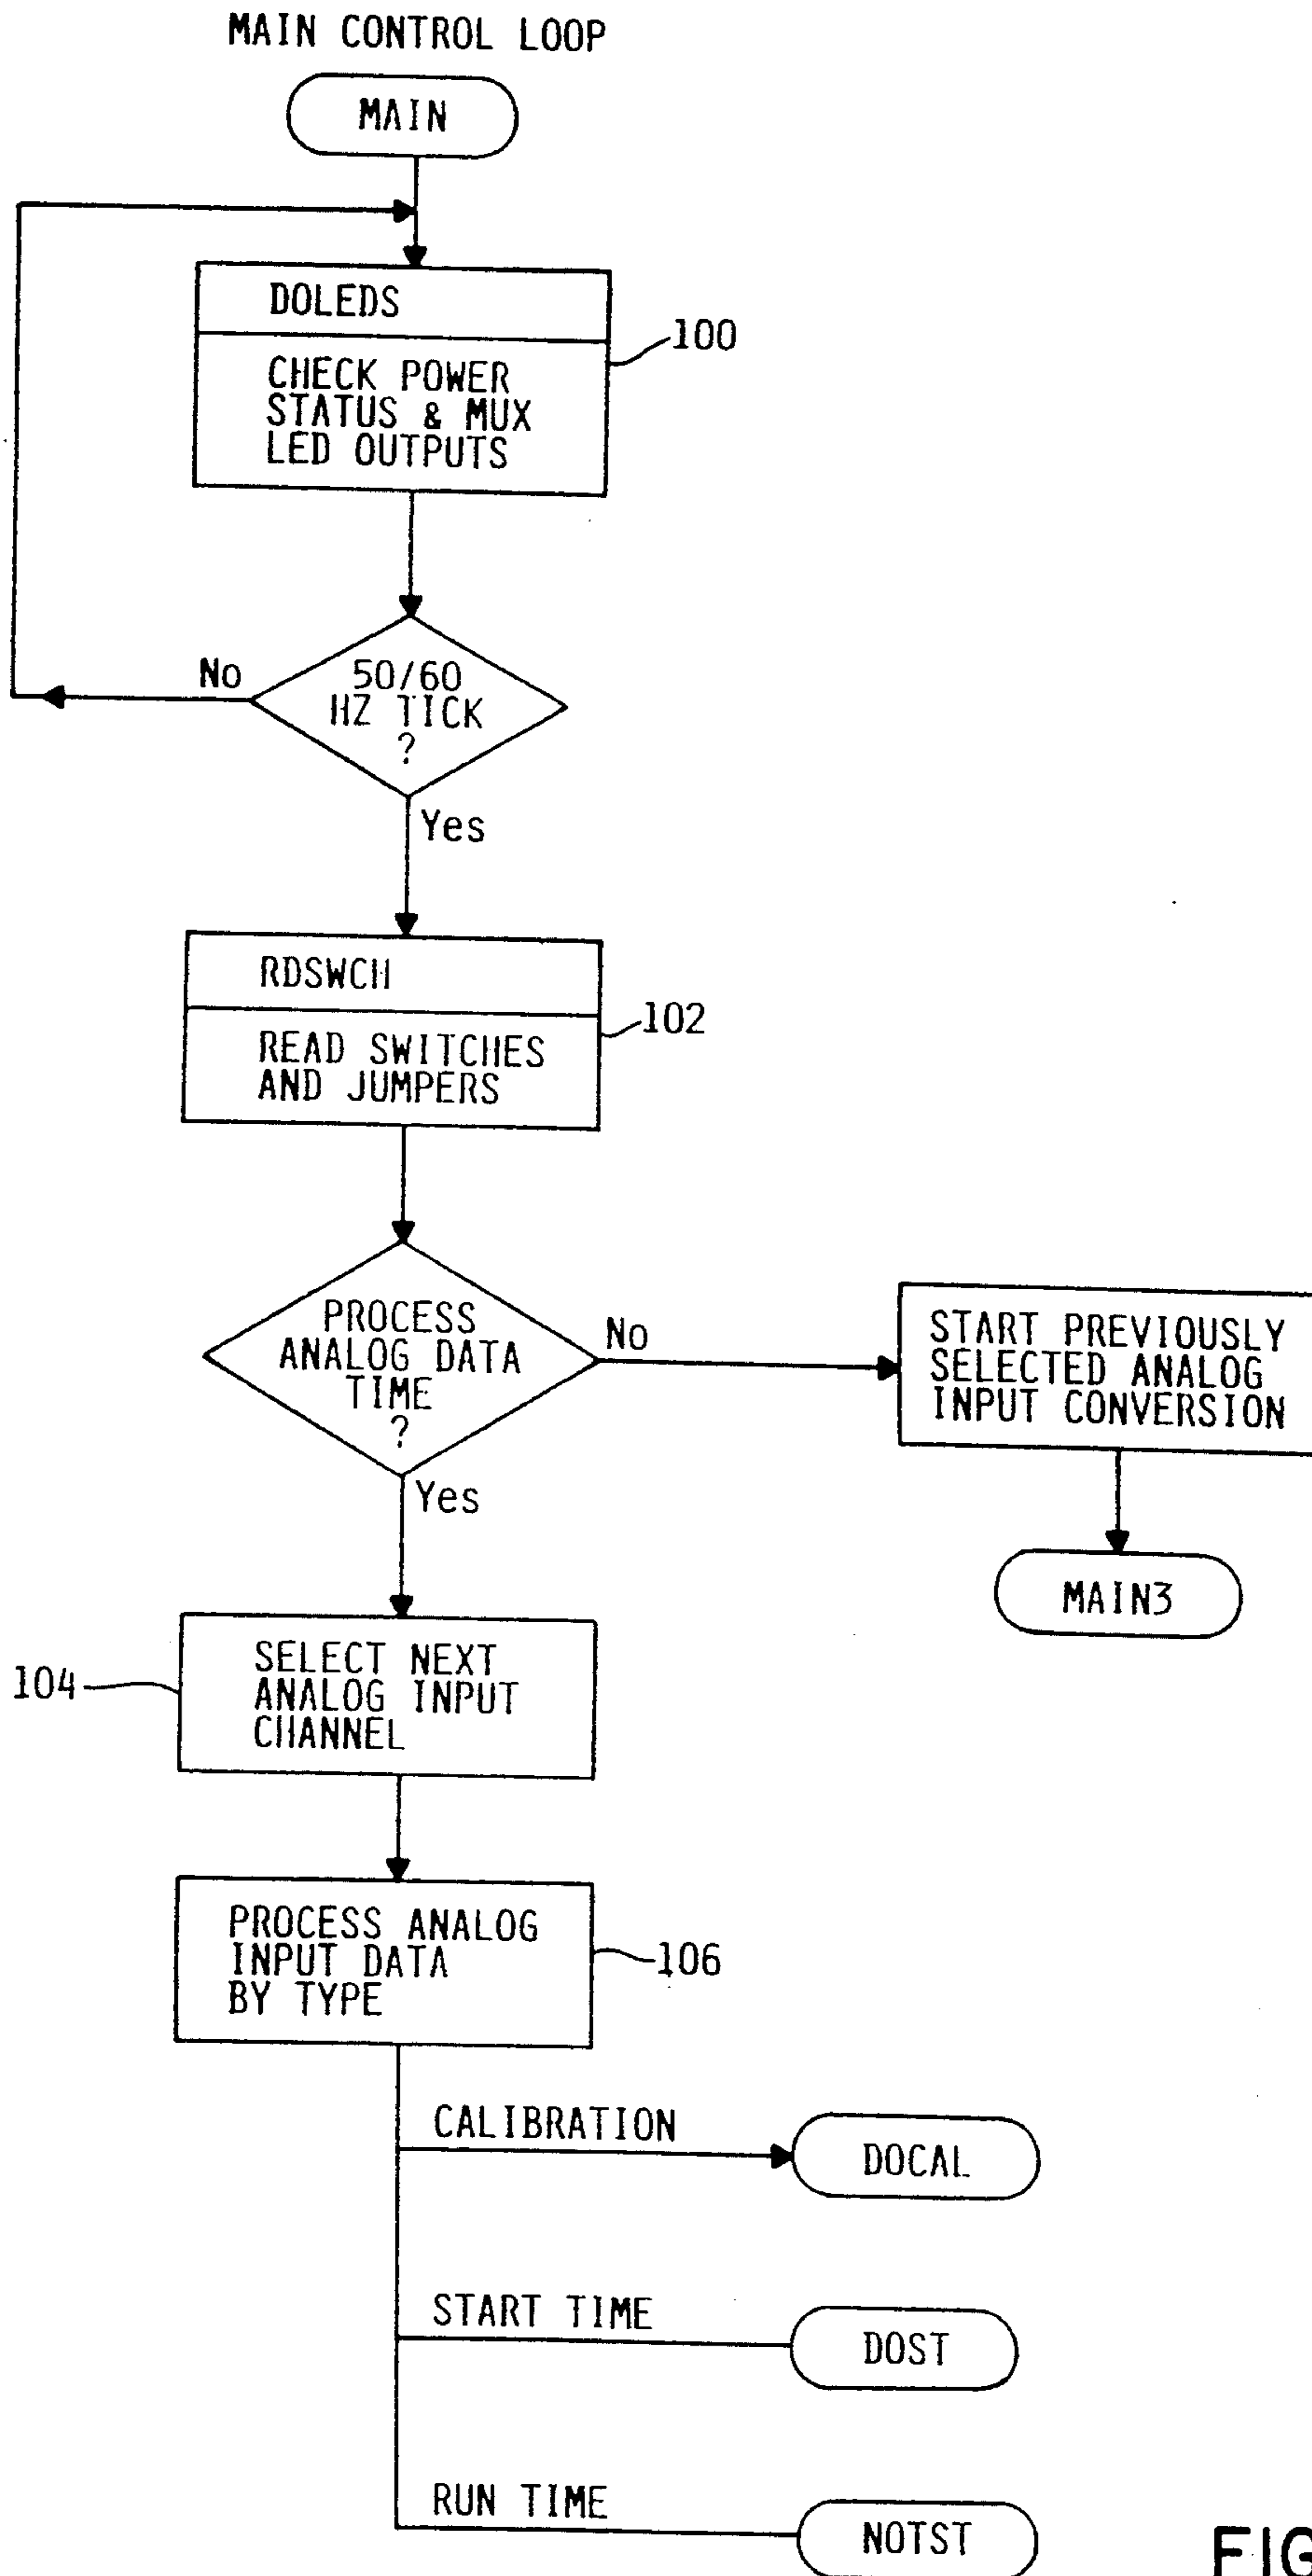 MAIN CONTROL LOOP
MAIN
DOLEDS
100
CHECK POWER
STATUS & MUX
LED OUTPUTS
No
50/60
HZ TICK
?
Yes
RDSWCH
102
READ SWITCHES
AND JUMPERS
PROCESS
ANALOG DATA
TIME
?
No
START PREVIOUSLY
SELECTED ANALOG
INPUT CONVERSION
Yes
MAIN3
104
SELECT NEXT
ANALOG INPUT
CHANNEL
PROCESS ANALOG
INPUT DATA
BY TYPE
106
CALIBRATION
DOCAL
START TIME
DOST
RUN TIME
NOTST
FIG